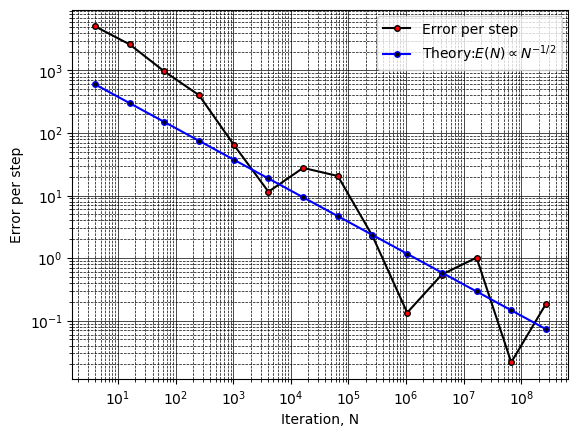 Error per step
Theory:E(N) ∝ N^{-1/2}
10^3
10^2
10^1
10^0
10^{-1}
Error per step
10^1 10^2 10^3 10^4 10^5 10^6 10^7 10^8
Iteration, N